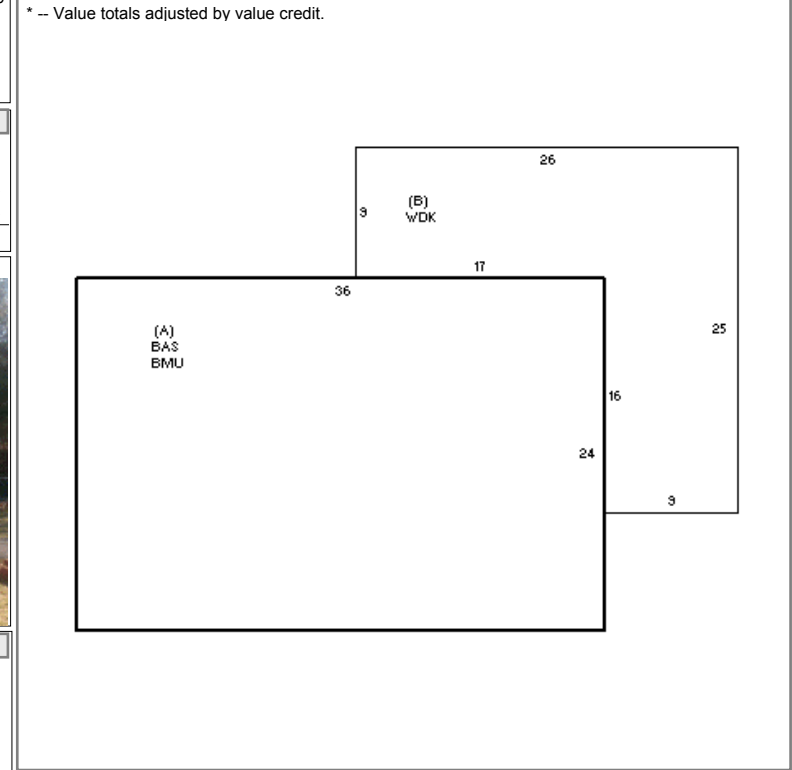 * -- Value totals adjusted by value credit.
26
9
(B)
WDK
17
36
(A)
BAS
BMU
25
16
24
9